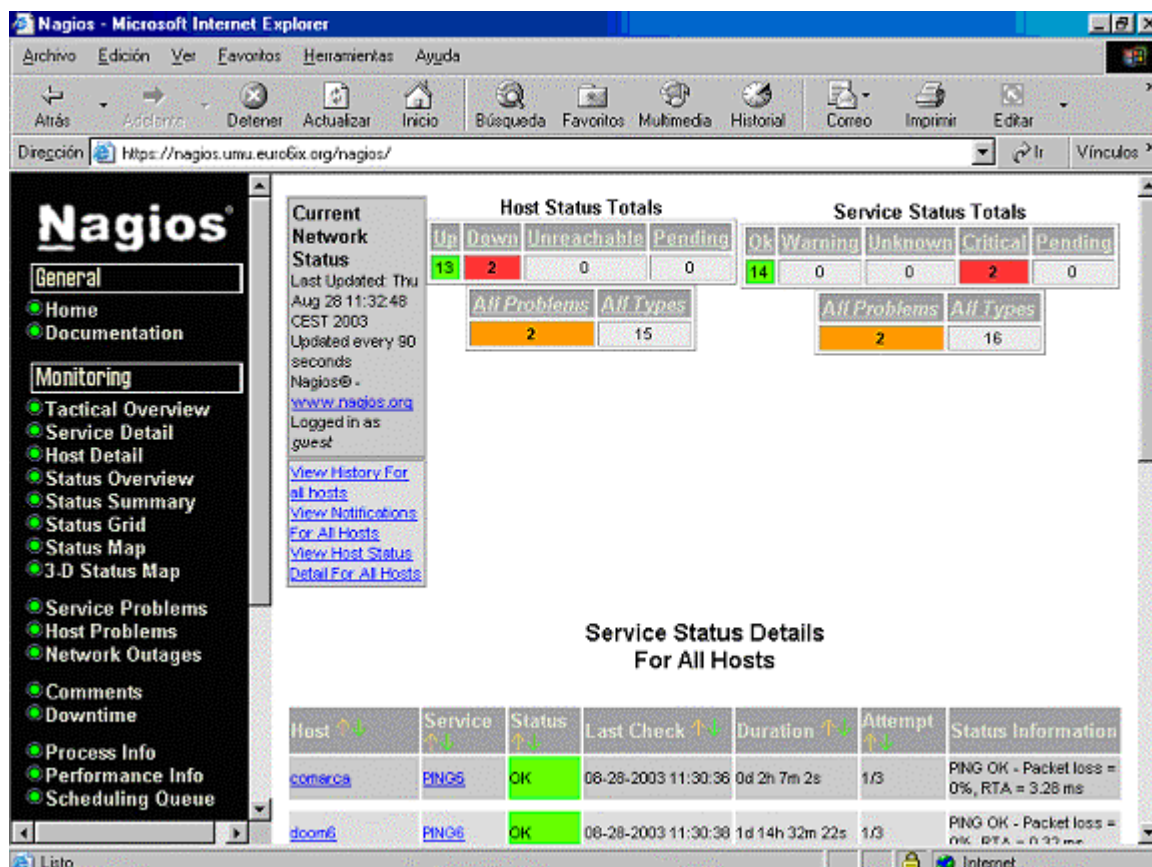 Nagios - Microsoft Internet Explorer
Archivo Edición Ver Favoritos Herramientas Ayuda
Atrás Adelante Detener Actualizar Inicio Búsqueda Favoritos Multimedia Historial Correo Imprimir Editar
Dirección https://nagios.umu.euro6ix.org/nagios/ Ir Vínculos
Nagios®
General
Home
Documentation
Monitoring
Tactical Overview
Service Detail
Host Detail
Status Overview
Status Summary
Status Grid
Status Map
3-D Status Map
Service Problems
Host Problems
Network Outages
Comments
Downtime
Process Info
Performance Info
Scheduling Queue
Current
Network
Status
Last Updated: Thu
Aug 28 11:32:48
CEST 2003
Updated every 90
seconds
Nagios® -
www.nagios.org
Logged in as
guest
View History For
all hosts
View Notifications
For All Hosts
View Host Status
Detail For All Hosts
Host Status Totals
Up Down Unreachable Pending
13 2 0 0
All Problems All Types
2 15
Service Status Totals
Ok Warning Unknown Critical Pending
14 0 0 2 0
All Problems All Types
2 16
Service Status Details
For All Hosts
Host Service Status Last Check Duration Attempt Status Information
comarca PING6 OK 08-28-2003 11:30:36 0d 2h 7m 2s 1/3 PING OK - Packet loss =
0%, RTA = 3.28 ms
doom6 PING6 OK 08-28-2003 11:30:38 1d 14h 32m 22s 1/3 PING OK - Packet loss =
0%, RTA = 0.32 ms
Listo Internet